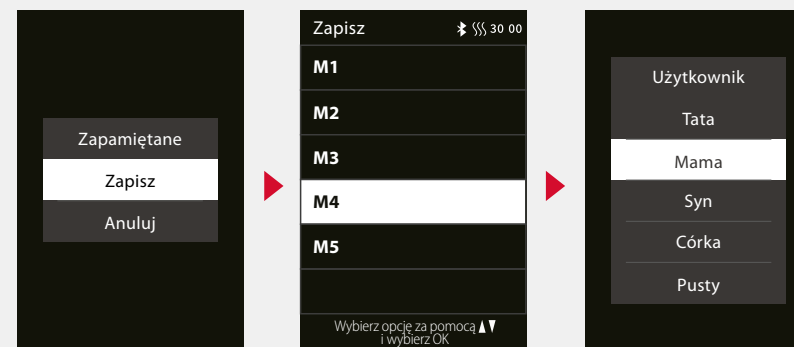 Zapamiętane
Zapisz
Anuluj
Zapisz 30 00
M1
M2
M3
M4
M5
Wybierz opcję za pomocą
i wybierz OK
Użytkownik
Tata
Mama
Syn
Córka
Pusty